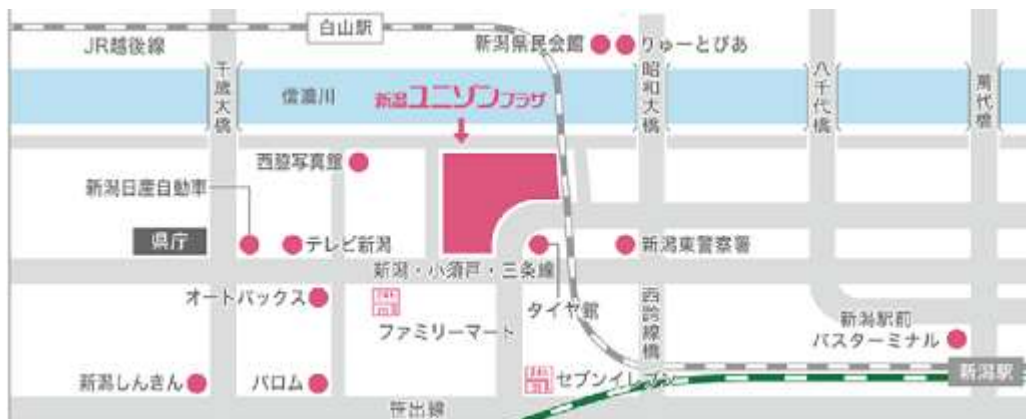 白山駅
JR越後線
新潟県民会館
りゅーとぴあ
千歳大橋
信濃川
新潟ユニゾンプラザ
昭和大橋
八千代橋
萬代橋
西脇写真館
新潟日産自動車
県庁
テレビ新潟
新潟東警察署
新潟・小須戸・三条線
オートバックス
タイヤ館
西跨線橋
ファミリーマート
新潟駅前
バスターミナル
新潟しんきん
パロム
セブンイレブン
新潟駅
笹出線